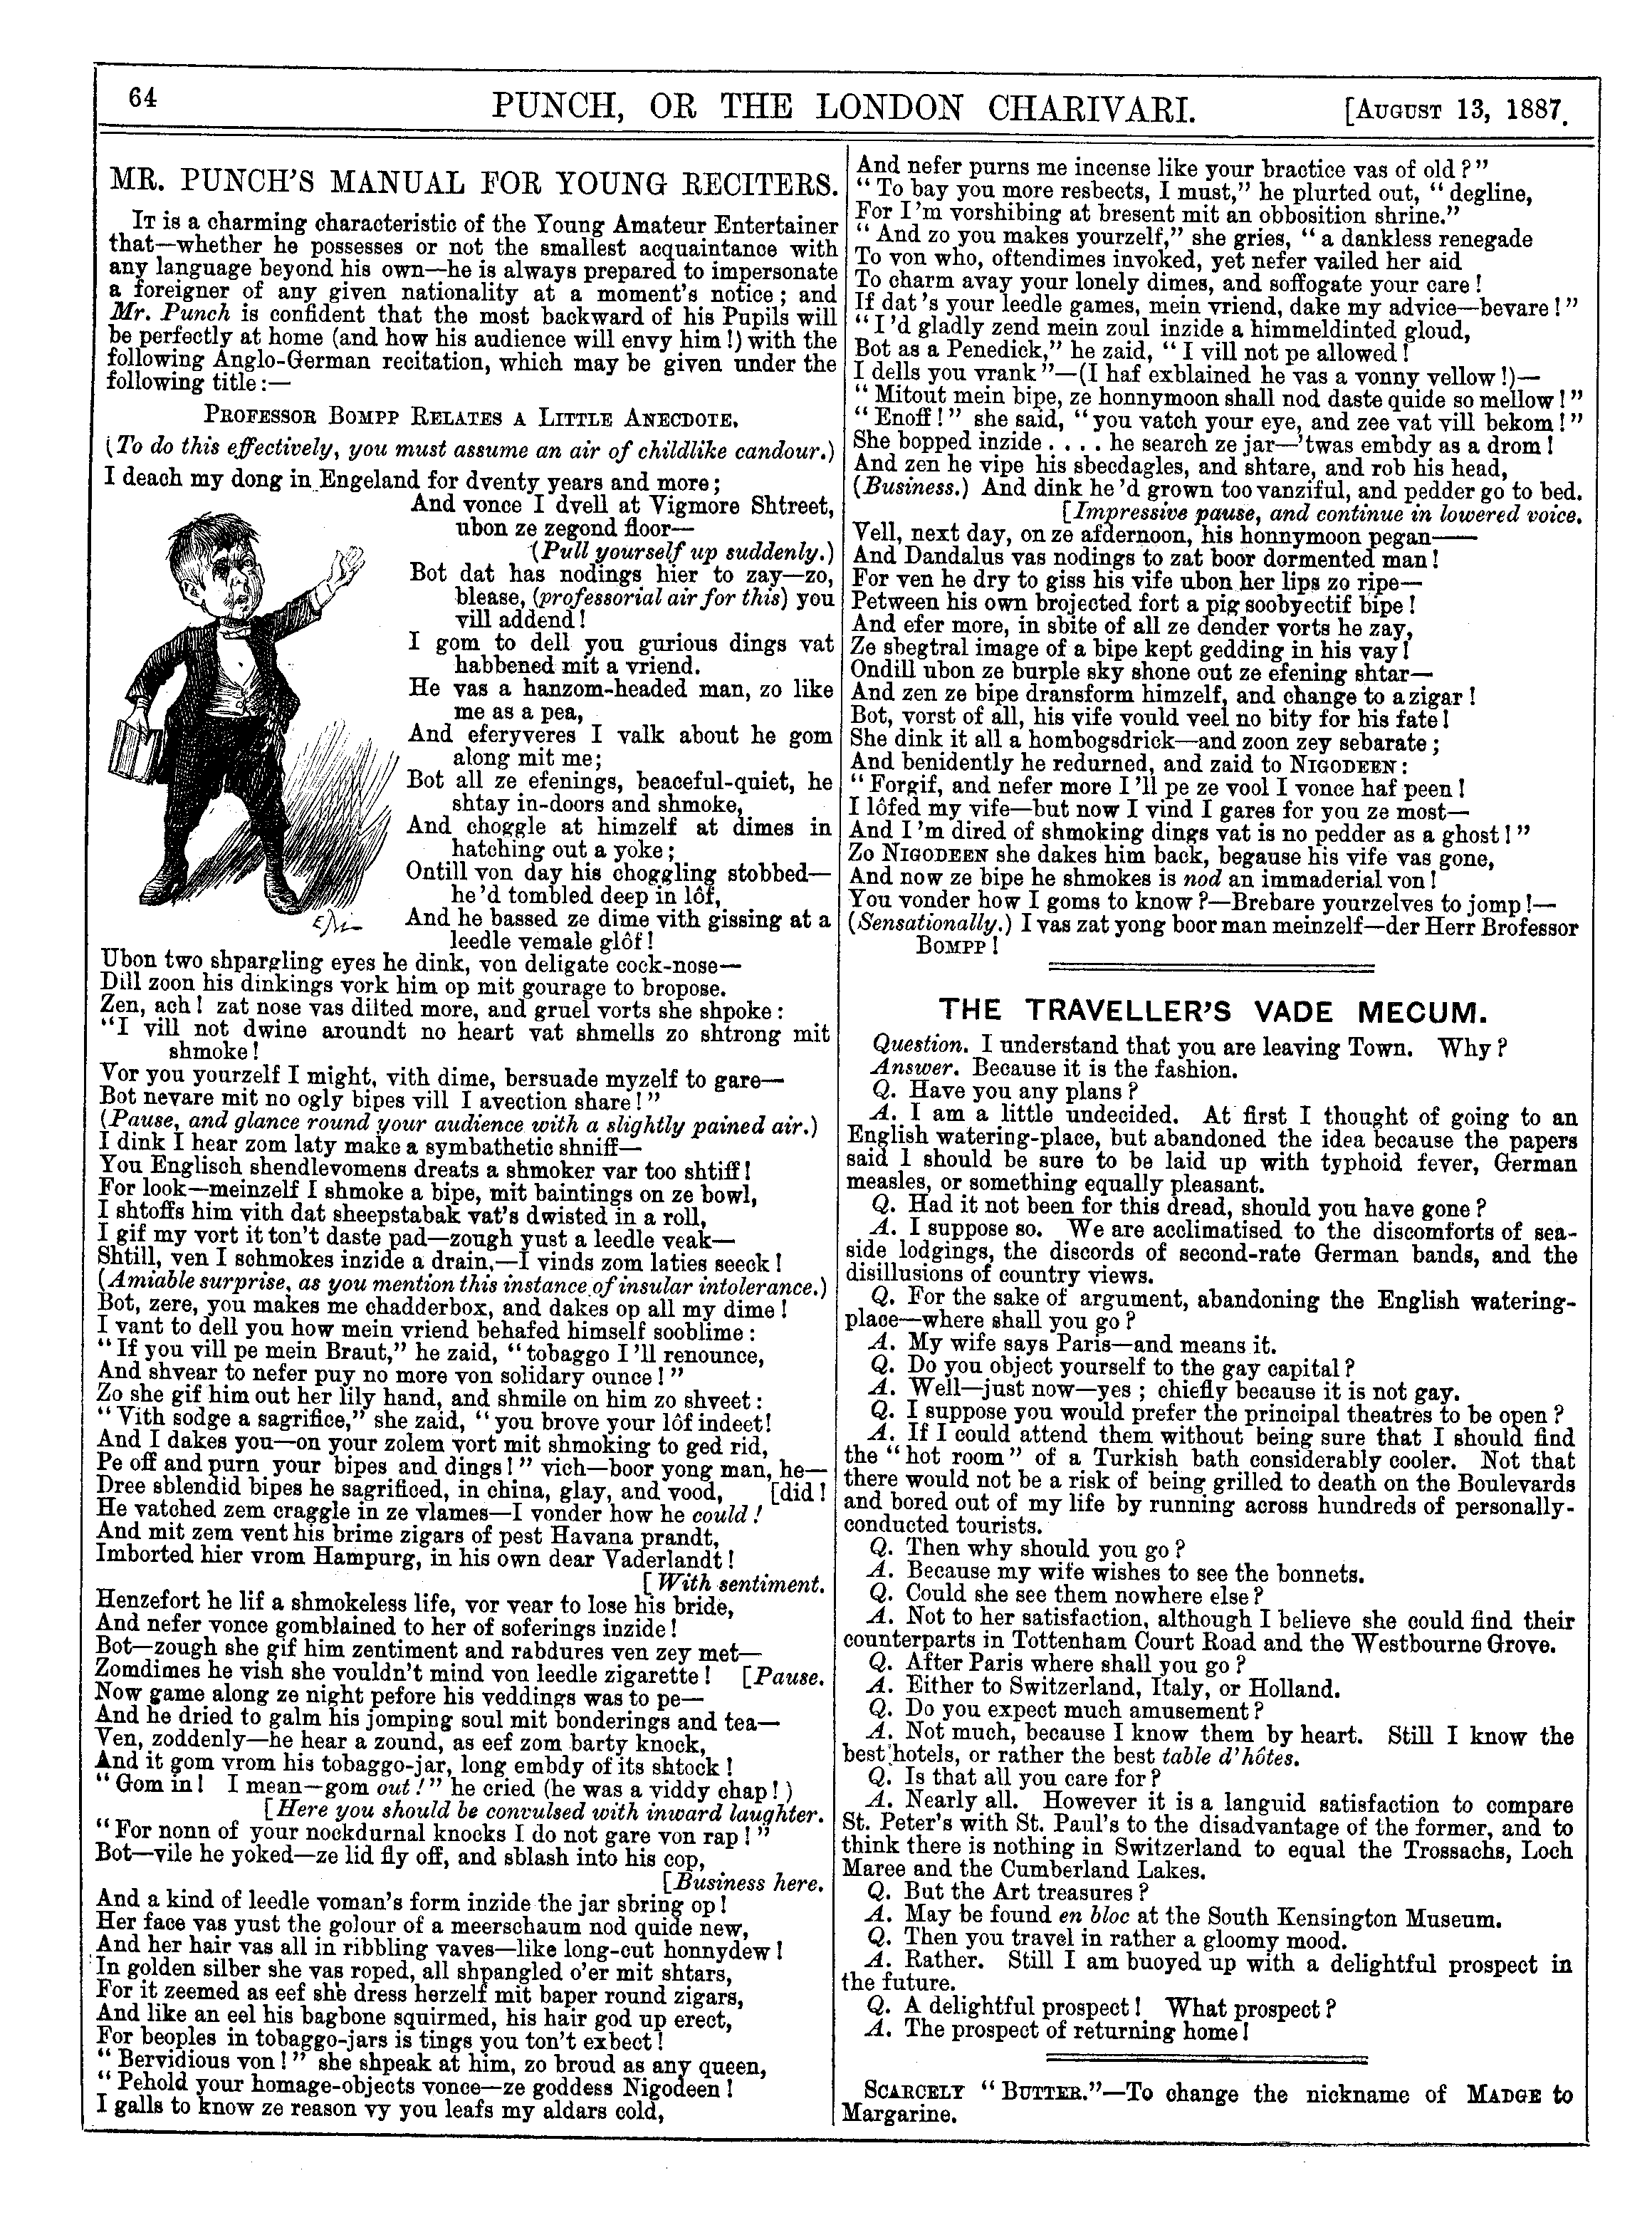 64
PUNCH, OR THE LONDON CHARIVARI.
[AUGUST 13, 1887.
MR. PUNCH'S MANUAL FOR YOUNG RECITERS.
IT is a charming characteristic of the Young Amateur Entertainer
that—whether he possesses or not the smallest acquaintance with
any language beyond his own—he is always prepared to impersonate
a foreigner of any given nationality at a moment's notice; and
Mr. Punch is confident that the most backward of his Pupils will
be perfectly at home (and how his audience will envy him!) with the
following Anglo-German recitation, which may be given under the
following title:—
PROFESSOR BOMPP RELATES A LITTLE ANECDOTE.
(To do this effectively, you must assume an air of childlike candour.)
I deach my dong in Engeland for dventy years and more;
And vonce I dvell at Vigmore Shtreet,
ubon ze zegond floor—
(Pull yourself up suddenly.)
Bot dat has nodings hier to zay—zo,
blease, (professorial air for this) you
vill addend!
I gom to dell you gurious dings vat
habbened mit a vriend.
He vas a hanzom-headed man, zo like
me as a pea,
And eferyveres I valk about he gom
along mit me;
Bot all ze efenings, beaceful-quiet, he
shtay in-doors and shmoke,
And choggle at himzelf at dimes in
hatching out a yoke;
Ontill von day his choggling stobbed—
he'd tombled deep in lôf,
And he bassed ze dime vith gissing at a
leedle vemale glôf!
Ubon two shpargling eyes he dink, von deligate cock-nose—
Dill zoon his dinkings vork him op mit gourage to bropose.
Zen, ach! zat nose vas dilted more, and gruel vorts she shpoke:
"I vill not dwine aroundt no heart vat shmells zo shtrong mit
shmoke!
Vor you yourzelf I might, vith dime, bersuade myzelf to gare—
Bot nevare mit no ogly bipes vill I avection share!"
(Pause, and glance round your audience with a slightly pained air.)
I dink I hear zom laty make a symbathetic shniff—
You Englisch shendlevomens dreats a shmoker var too shtiff!
For look—meinzelf I shmoke a bipe, mit baintings on ze bowl,
I shtoffs him vith dat sheepstabak vat's dwisted in a roll,
I gif my vort it ton't daste pad—zough yust a leedle veak—
Shtill, ven I schmokes inzide a drain,—I vinds zom laties seeck!
(Amiable surprise, as you mention this instance of insular intolerance.)
Bot, zere, you makes me chadderbox, and dakes op all my dime!
I vant to dell you how mein vriend behafed himself sooblime:
"If you vill pe mein Braut," he zaid, "tobaggo I'll renounce,
And shvear to nefer puy no more von solidary ounce!"
Zo she gif him out her lily hand, and shmile on him zo shveet:
"Vith sodge a sagrifice," she zaid, "you brove your lôf indeet!
And I dakes you—on your zolem vort mit shmoking to ged rid,
Pe off and purn your bipes and dings!" vich—boor yong man, he—
Dree sblendid bipes he sagrificed, in china, glay, and vood, [did!
He vatched zem craggle in ze vlames—I vonder how he could!
And mit zem vent his brime zigars of pest Havana prandt,
Imborted hier vrom Hampurg, in his own dear Vaderlandt!
[With sentiment.
Henzefort he lif a shmokeless life, vor vear to lose his bride,
And nefer vonce gomblained to her of soferings inzide!
Bot—zough she gif him zentiment and rabdures ven zey met—
Zomdimes he vish she vouldn't mind von leedle zigarette! [Pause.
Now game along ze night pefore his veddings was to pe—
And he dried to galm his jomping soul mit bonderings and tea—
Ven, zoddenly—he hear a zound, as eef zom barty knock,
And it gom vrom his tobaggo-jar, long embdy of its shtock!
"Gom in! I mean—gom out!" he cried (he was a viddy chap!)
[Here you should be convulsed with inward laughter.
"For nonn of your nockdurnal knocks I do not gare von rap!"
Bot—vile he yoked—ze lid fly off, and sblash into his cop,
[Business here.
And a kind of leedle voman's form inzide the jar sbring op!
Her face vas yust the golour of a meerschaum nod quide new,
And her hair vas all in ribbling vaves—like long-cut honnydew!
In golden silber she vas roped, all shpangled o'er mit shtars,
For it zeemed as eef she dress herzelf mit baper round zigars,
And like an eel his bagbone squirmed, his hair god up erect,
For beoples in tobaggo-jars is tings you ton't exbect!
"Bervidious von!" she shpeak at him, zo broud as any queen,
"Pehold your homage-objects vonce—ze goddess Nigodeen!
I galls to know ze reason vy you leafs my aldars cold,
And nefer purns me incense like your bractice vas of old?"
"To bay you more resbects, I must," he plurted out, "degline,
For I'm vorshibing at bresent mit an obbosition shrine."
"And zo you makes yourzelf," she gries, "a dankless renegade
To von who, oftendimes invoked, yet nefer vailed her aid
To charm avay your lonely dimes, and soffogate your care!
If dat's your leedle games, mein vriend, dake my advice—bevare!"
"I'd gladly zend mein zoul inzide a himmeldinted gloud,
Bot as a Penedick," he zaid, "I vill not pe allowed!
I dells you vrank"—(I haf exblained he vas a vonny vellow!)—
"Mitout mein bipe, ze honnymoon shall nod daste quide so mellow!"
"Enoff!" she said, "you vatch your eye, and zee vat vill bekom!"
She bopped inzide .... he search ze jar—'twas embdy as a drom!
And zen he vipe his sbecdagles, and shtare, and rob his head,
(Business.) And dink he'd grown too vanziful, and pedder go to bed.
[Impressive pause, and continue in lowered voice.
Vell, next day, on ze afdernoon, his honnymoon pegan——
And Dandalus vas nodings to zat boor dormented man!
For ven he dry to giss his vife ubon her lips zo ripe—
Petween his own brojected fort a pig soobyectif bipe!
And efer more, in sbite of all ze dender vorts he zay,
Ze sbegtral image of a bipe kept gedding in his vay!
Ondill ubon ze burple sky shone out ze efening shtar—
And zen ze bipe dransform himzelf, and change to a zigar!
Bot, vorst of all, his vife vould veel no bity for his fate!
She dink it all a hombogsdrick—and zoon zey sebarate;
And benidently he redurned, and zaid to NIGODEEN:
"Forgif, and nefer more I'll pe ze vool I vonce haf peen!
I lôfed my vife—but now I vind I gares for you ze most—
And I'm dired of shmoking dings vat is no pedder as a ghost!"
Zo NIGODEEN she dakes him back, begause his vife vas gone,
And now ze bipe he shmokes is nod an immaderial von!
You vonder how I goms to know?—Brebare yourzelves to jomp!—
(Sensationally.) I vas zat yong boor man meinzelf—der Herr Brofessor
BOMPP!
THE TRAVELLER'S VADE MECUM.
Question. I understand that you are leaving Town. Why?
Answer. Because it is the fashion.
Q. Have you any plans?
A. I am a little undecided. At first I thought of going to an
English watering-place, but abandoned the idea because the papers
said I should be sure to be laid up with typhoid fever, German
measles, or something equally pleasant.
Q. Had it not been for this dread, should you have gone?
A. I suppose so. We are acclimatised to the discomforts of sea-
side lodgings, the discords of second-rate German bands, and the
disillusions of country views.
Q. For the sake of argument, abandoning the English watering-
place—where shall you go?
A. My wife says Paris—and means it.
Q. Do you object yourself to the gay capital?
A. Well—just now—yes; chiefly because it is not gay.
Q. I suppose you would prefer the principal theatres to be open?
A. If I could attend them without being sure that I should find
the "hot room" of a Turkish bath considerably cooler. Not that
there would not be a risk of being grilled to death on the Boulevards
and bored out of my life by running across hundreds of personally-
conducted tourists.
Q. Then why should you go?
A. Because my wife wishes to see the bonnets.
Q. Could she see them nowhere else?
A. Not to her satisfaction, although I believe she could find their
counterparts in Tottenham Court Road and the Westbourne Grove.
Q. After Paris where shall you go?
A. Either to Switzerland, Italy, or Holland.
Q. Do you expect much amusement?
A. Not much, because I know them by heart. Still I know the
best hotels, or rather the best table d'hôtes.
Q. Is that all you care for?
A. Nearly all. However it is a languid satisfaction to compare
St. Peter's with St. Paul's to the disadvantage of the former, and to
think there is nothing in Switzerland to equal the Trossachs, Loch
Maree and the Cumberland Lakes.
Q. But the Art treasures?
A. May be found en bloc at the South Kensington Museum.
Q. Then you travel in rather a gloomy mood.
A. Rather. Still I am buoyed up with a delightful prospect in
the future.
Q. A delightful prospect! What prospect?
A. The prospect of returning home!
SCARCELY "BUTTER."—To change the nickname of MADGE to
Margarine.